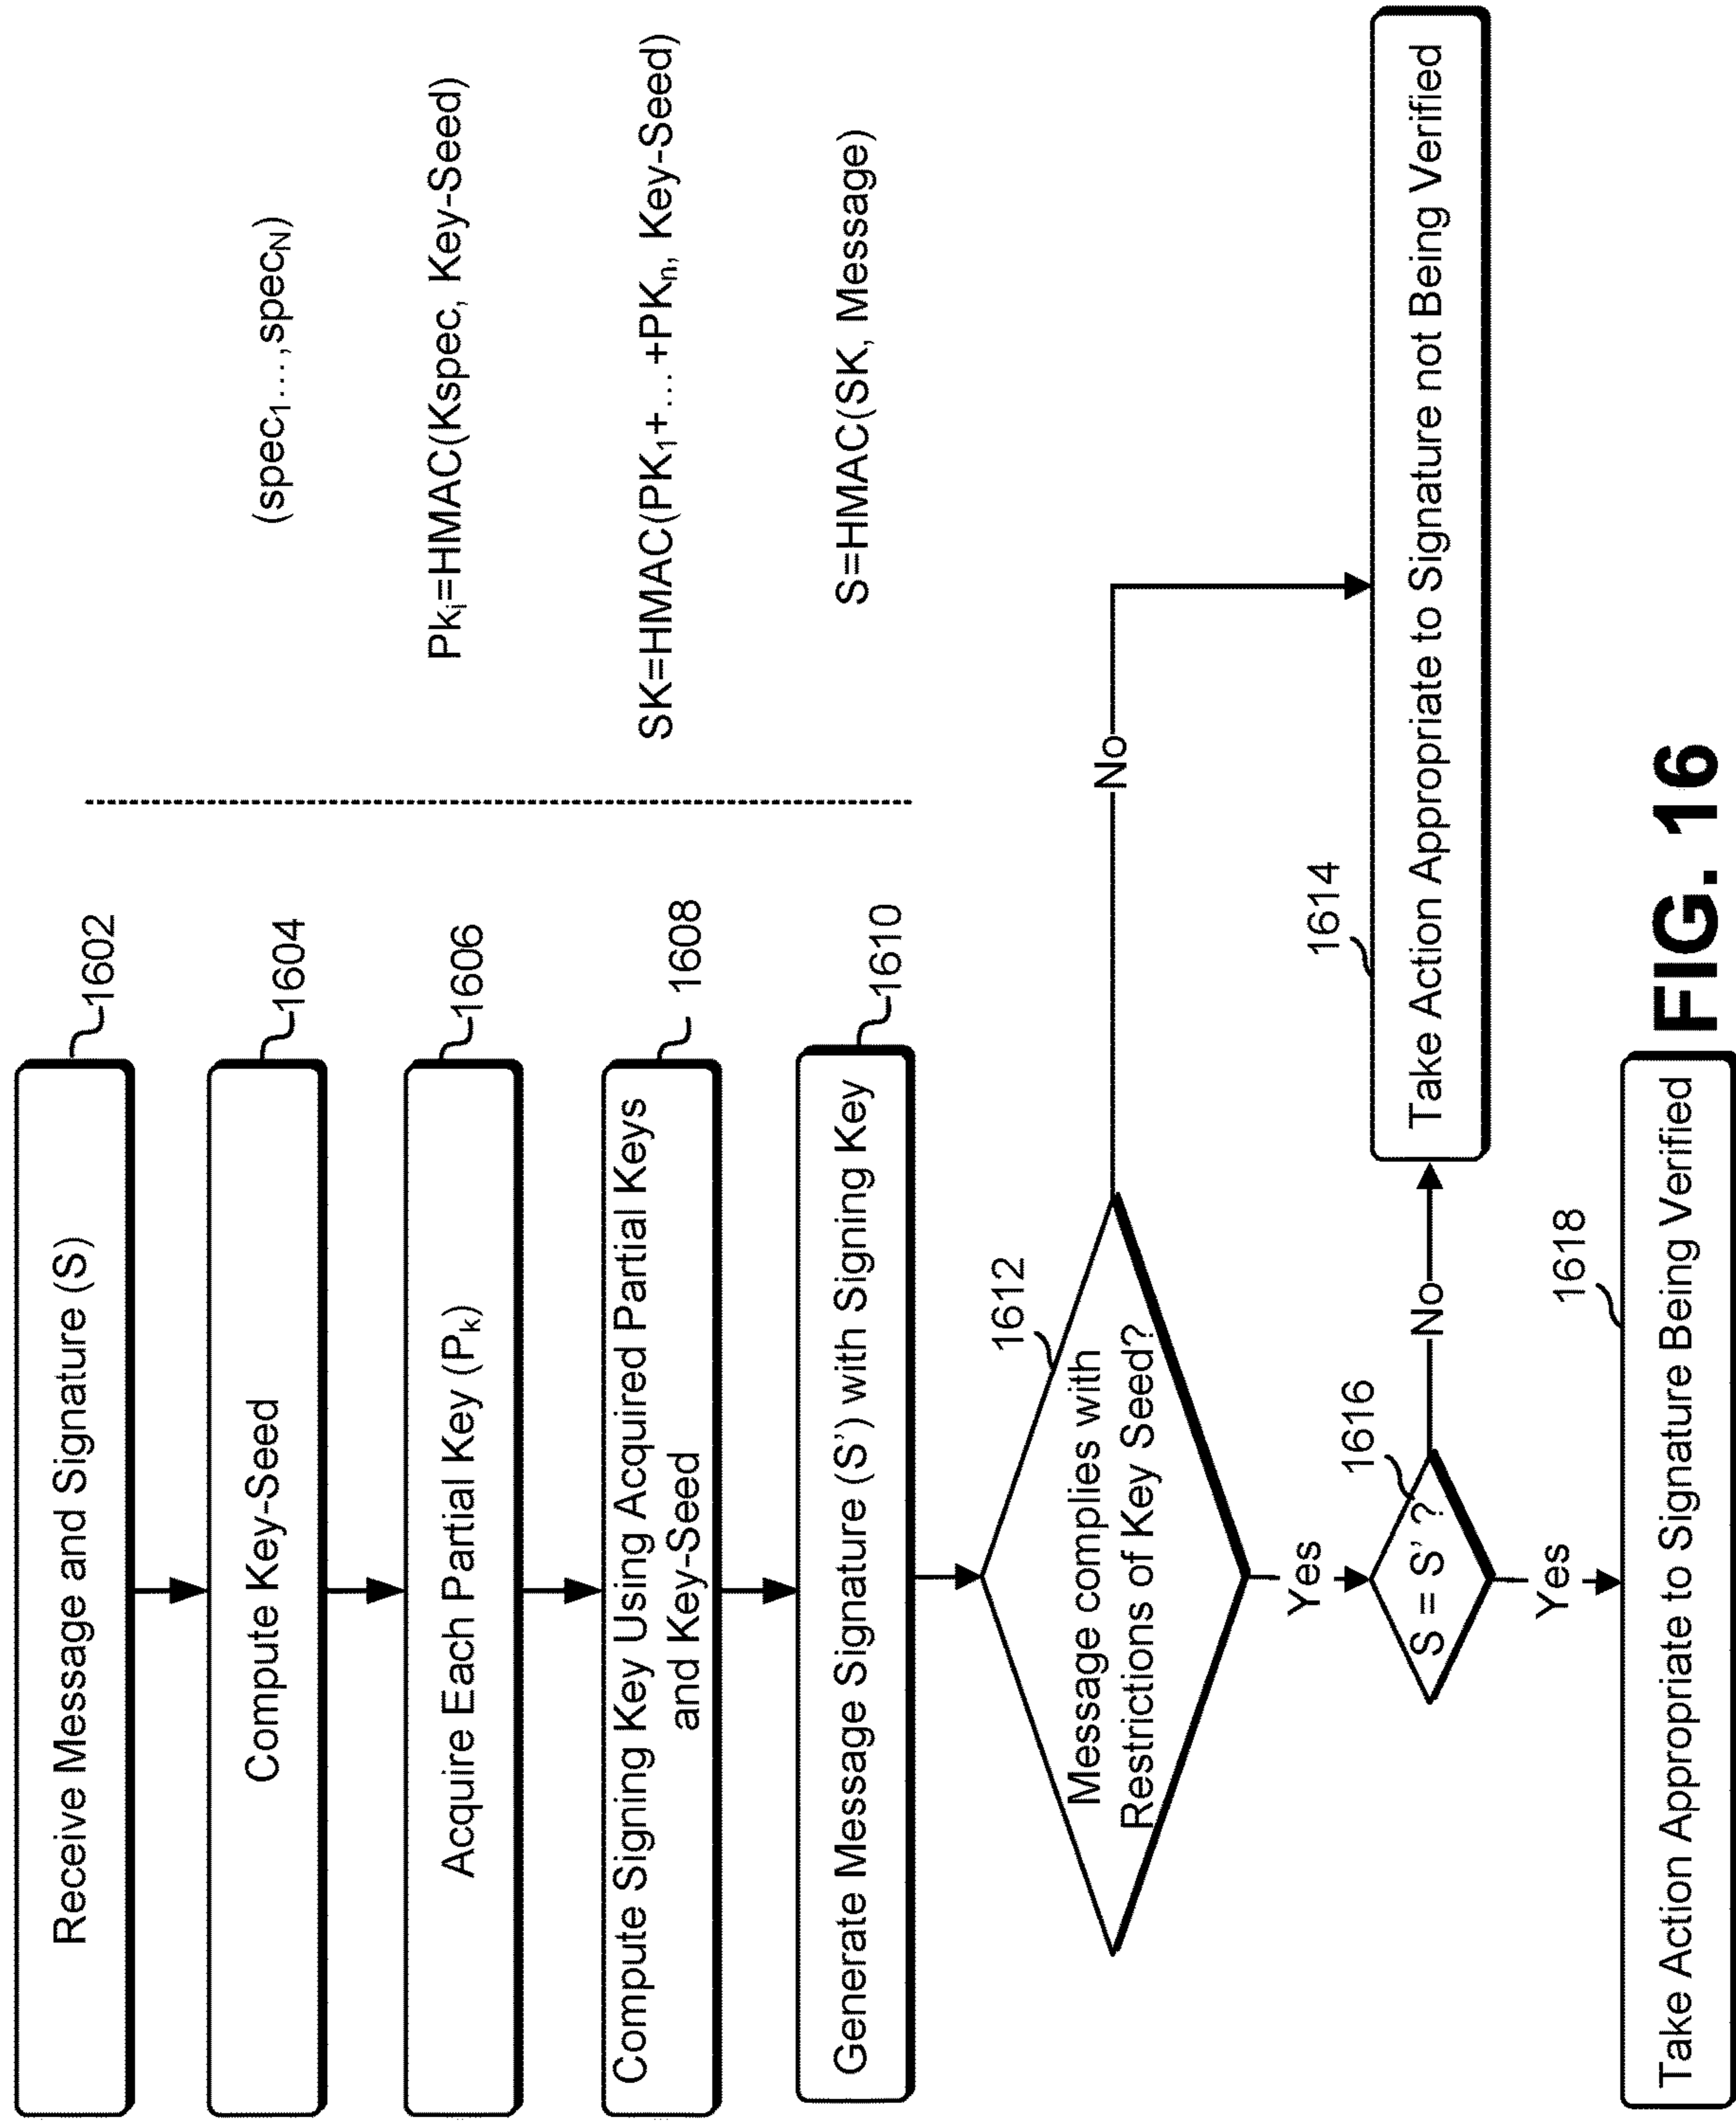 Receive Message and Signature (S)
1602
Compute Key-Seed
1604
(spec₁...,spec_N)
Acquire Each Partial Key (P_k)
1606
Pk_i=HMAC(Kspec, Key-Seed)
Compute Signing Key Using Acquired Partial Keys
and Key-Seed
1608
SK=HMAC(PK₁+... +PK_n, Key-Seed)
Generate Message Signature (S') with Signing Key
1610
S=HMAC(SK, Message)
Message complies with
Restrictions of Key Seed?
1612
No
Yes
1614
Take Action Appropriate to Signature not Being Verified
S = S' ?
1616
No
Yes
1618
Take Action Appropriate to Signature Being Verified
FIG. 16